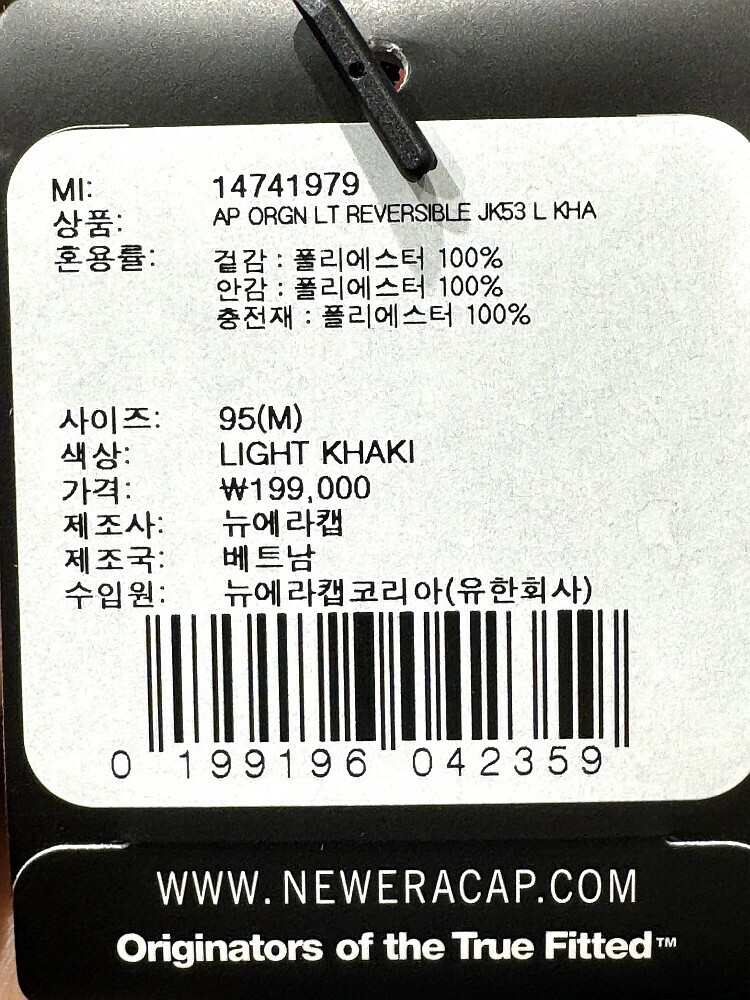 MI: 14741979
상품: AP ORGN LT REVERSIBLE JK53 L KHA
혼용률: 겉감 : 폴리에스터 100%
안감 : 폴리에스터 100%
충전재 : 폴리에스터 100%
사이즈: 95(M)
색상: LIGHT KHAKI
가격: ₩199,000
제조사: 뉴에라캡
제조국: 베트남
수입원: 뉴에라캡코리아(유한회사)
0 199196 042359
WWW.NEWERACAP.COM
Originators of the True Fitted™